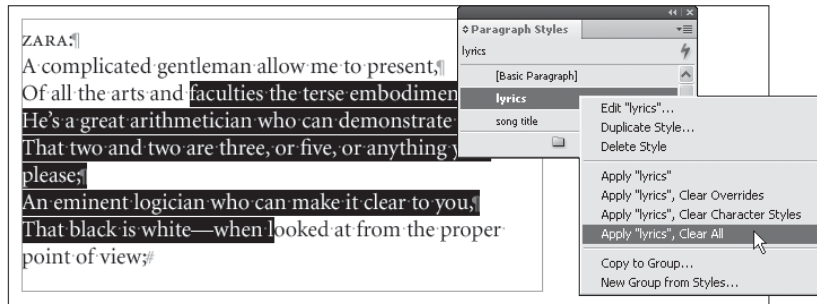 ZARA:¶
A complicated gentleman allow me to present,¶
Of all the arts and faculties the terse embodimen
He's a great arithmetician who can demonstrate
That two and two are three, or five, or anything
please;¶
An eminent logician who can make it clear to you,¶
That black is white—when looked at from the proper
point of view;#
Paragraph Styles
lyrics
[Basic Paragraph]
lyrics
song title
Edit "lyrics"...
Duplicate Style...
Delete Style
Apply "lyrics"
Apply "lyrics", Clear Overrides
Apply "lyrics", Clear Character Styles
Apply "lyrics", Clear All
Copy to Group...
New Group from Styles...